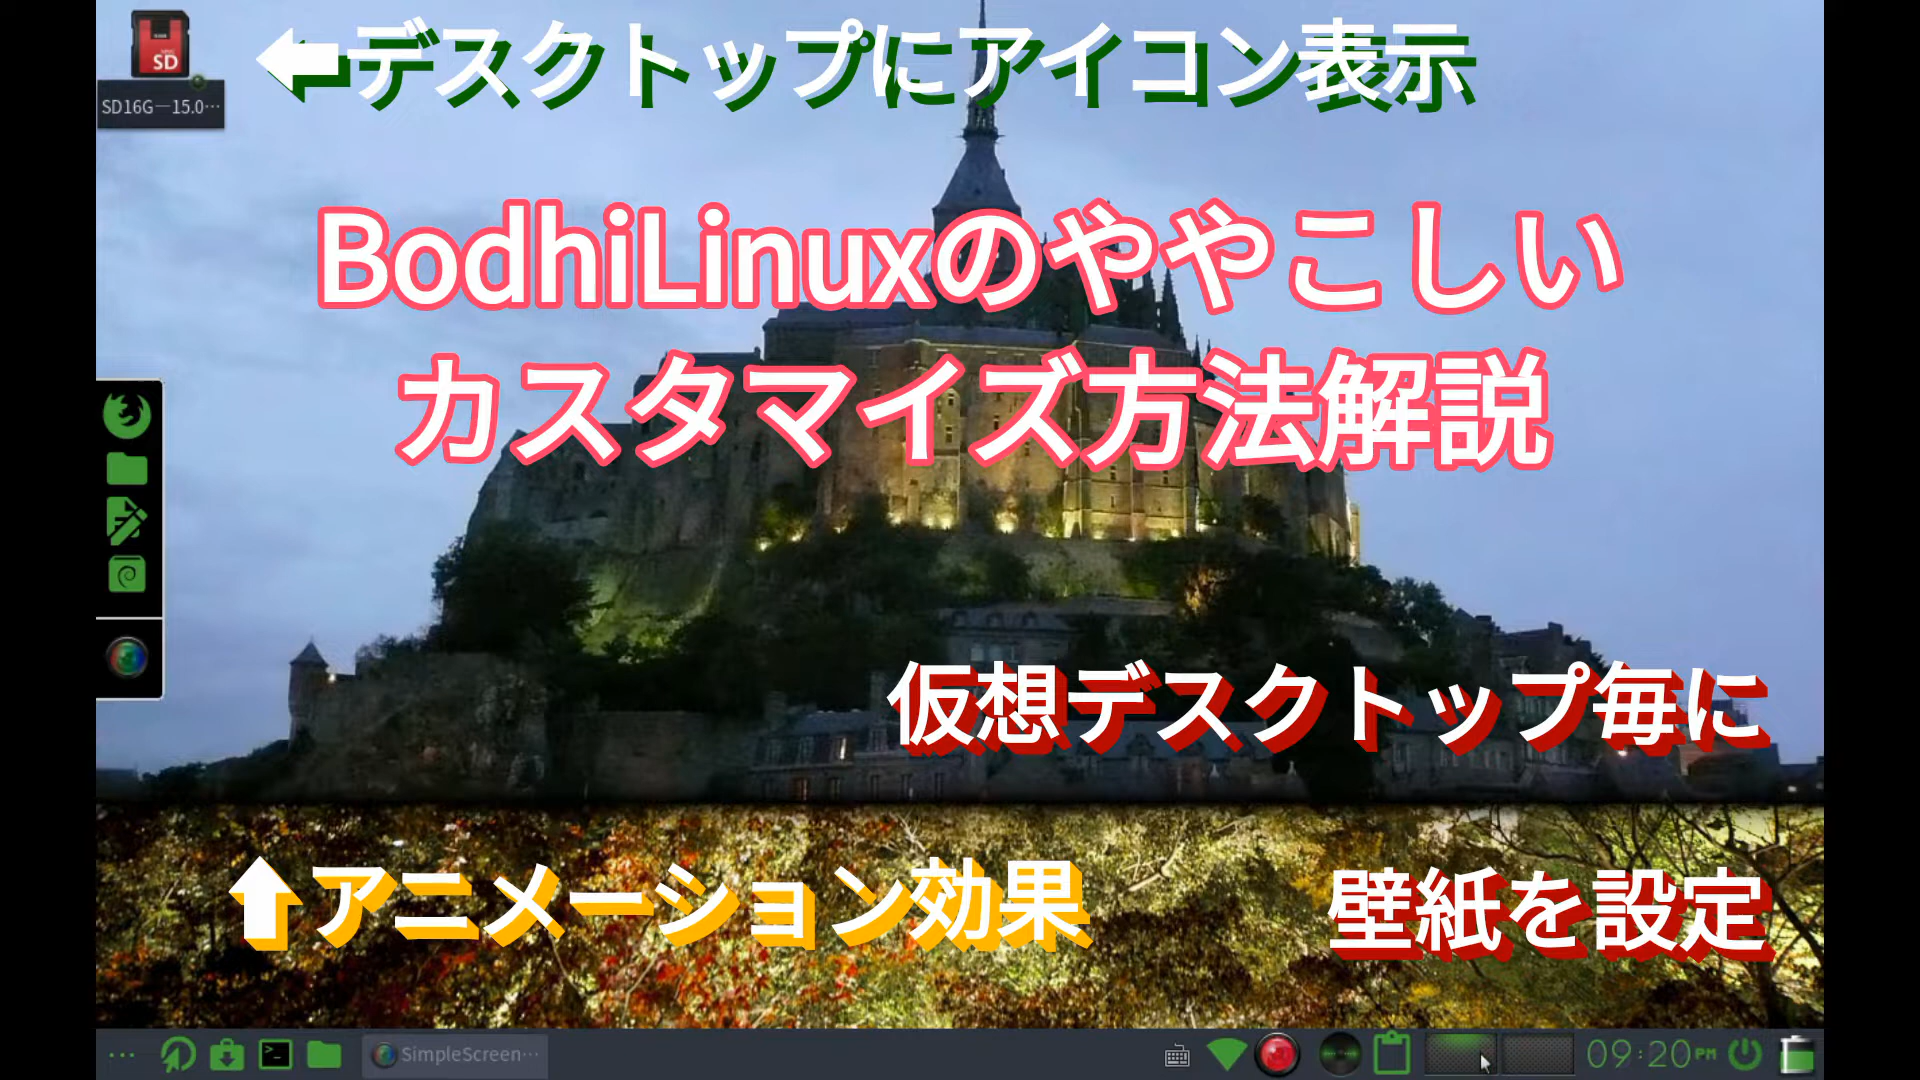 SD
SD16G—15.0…
←デスクトップにアイコン表示
BodhiLinuxのややこしい
カスタマイズ方法解説
仮想デスクトップ毎に
壁紙を設定
↑アニメーション効果
SimpleScreen…
09:20PM